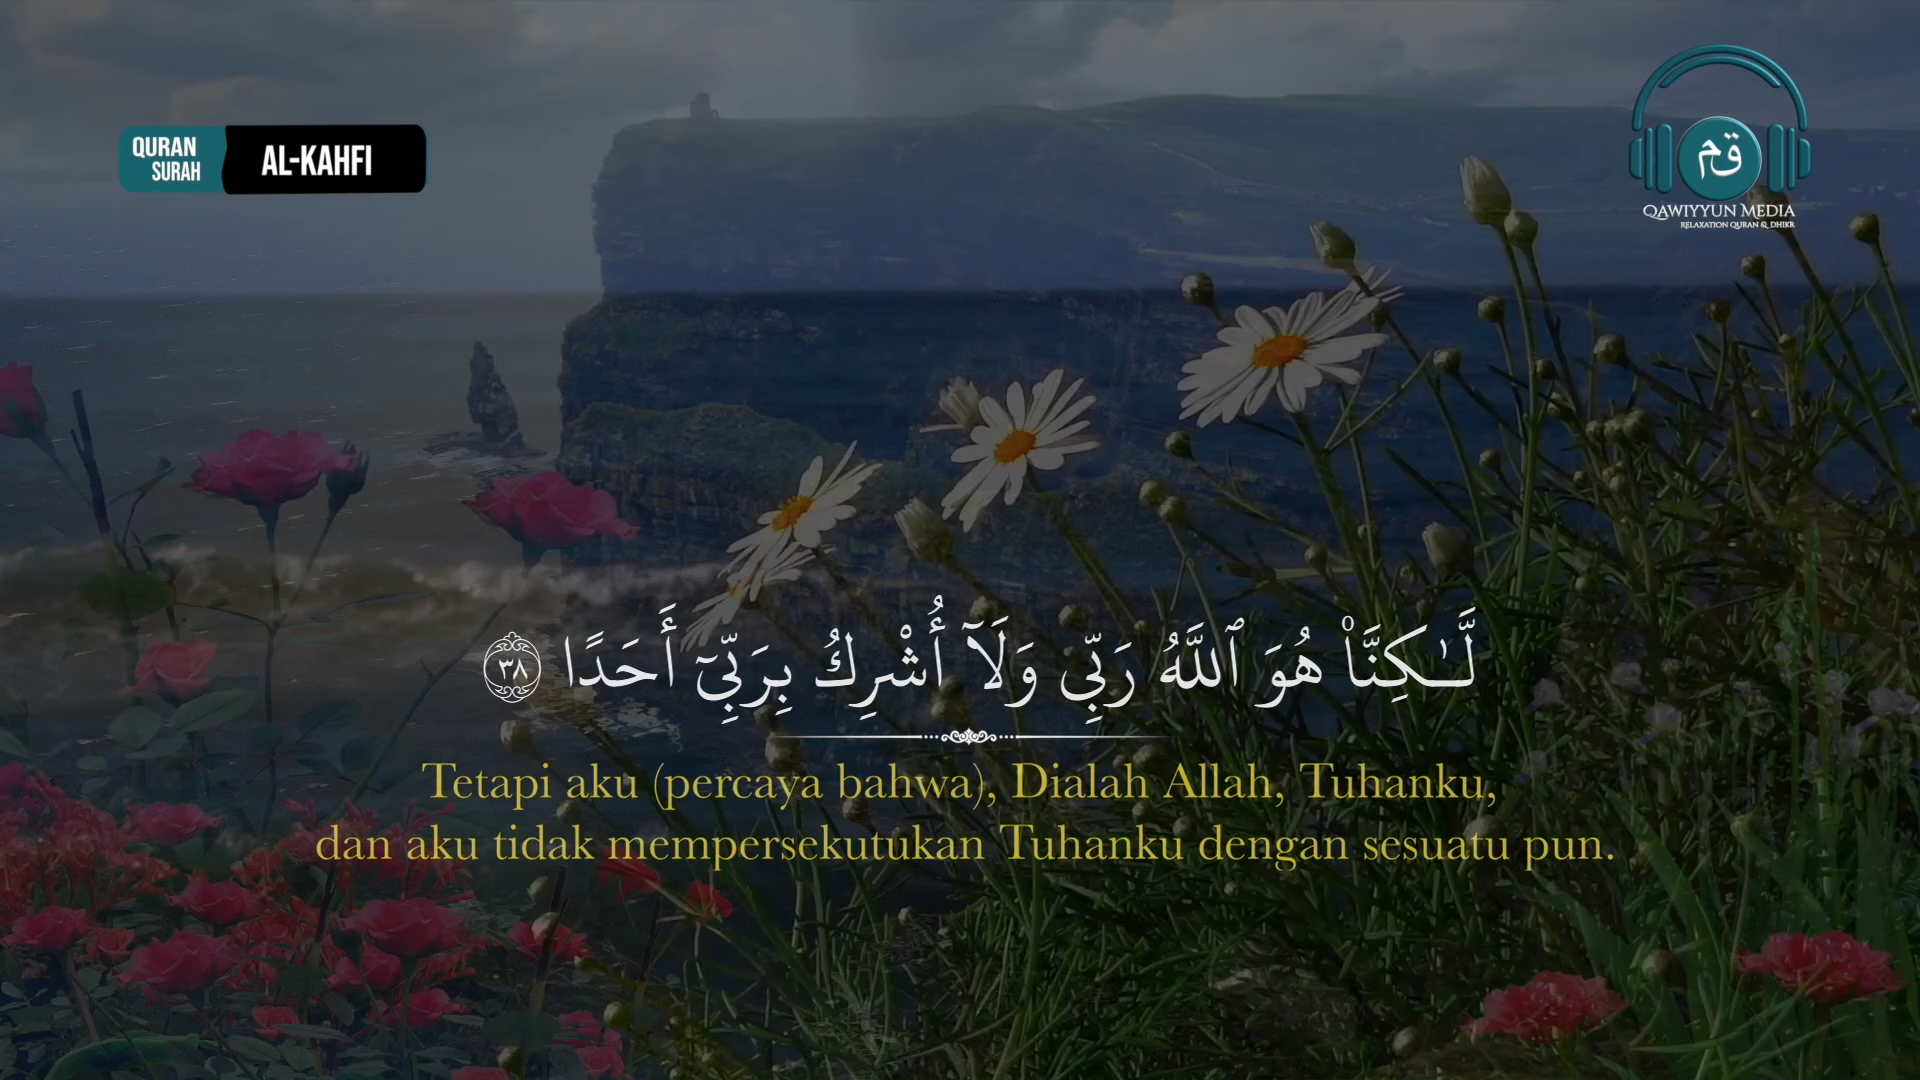 QURAN
SURAH
AL-KAHFI
قم
QAWIYYUN MEDIA
RELAXATION QURAN & DHIKR
لَّـٰكِنَّا۠ هُوَ ٱللَّهُ رَبِّى وَلَآ أُشْرِكُ بِرَبِّىٓ أَحَدًا ٣٨
Tetapi aku (percaya bahwa), Dialah Allah, Tuhanku,
dan aku tidak mempersekutukan Tuhanku dengan sesuatu pun.